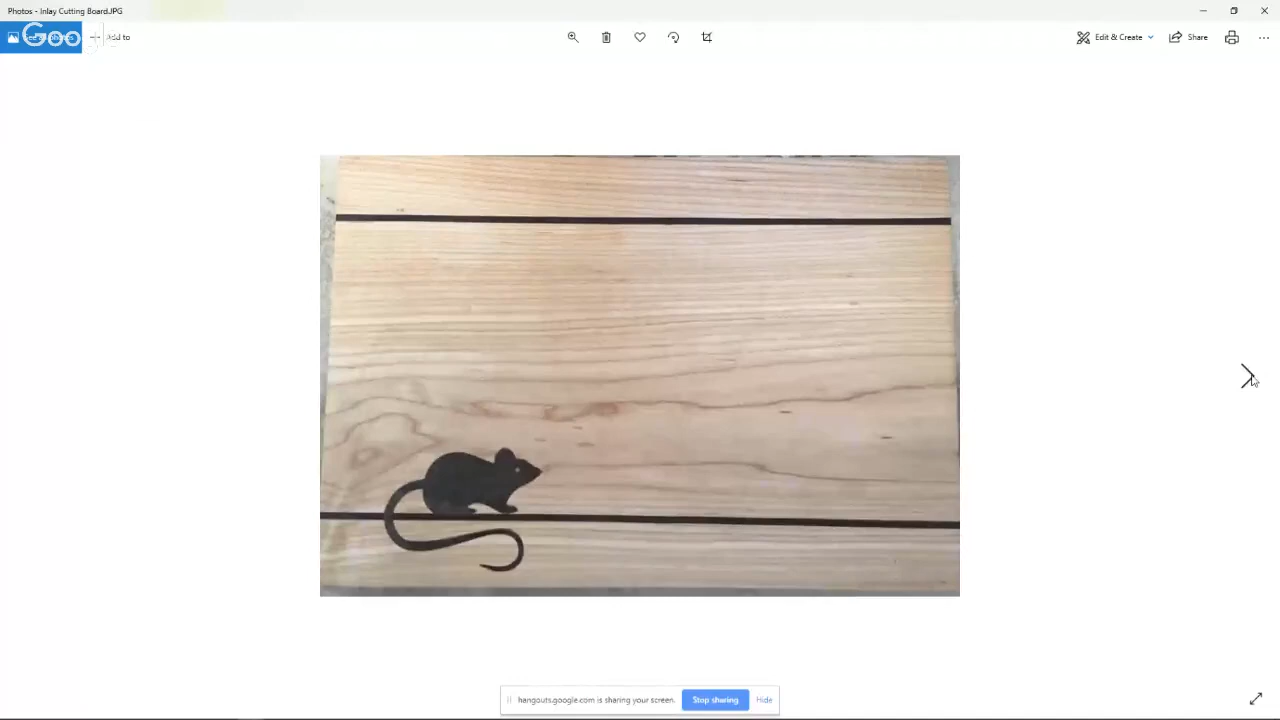 Photos - Inlay Cutting Board.JPG
Goo
Add to
Edit & Create
Share
hangouts.google.com is sharing your screen.
Stop sharing
Hide